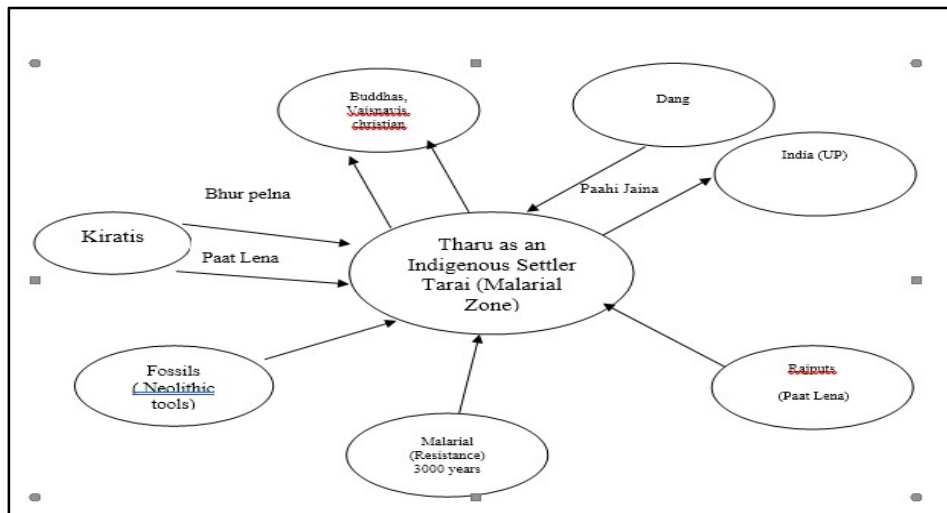 Buddhas,
Vaisnavis,
christian
Dang
India (UP)
Paahi Jaina
Bhur pelna
Kiratis
Paat Lena
Tharu as an
Indigenous Settler
Tarai (Malarial
Zone)
Fossils
( Neolithic
tools)
Malarial
(Resistance)
3000 years
Rajputs
(Paat Lena)